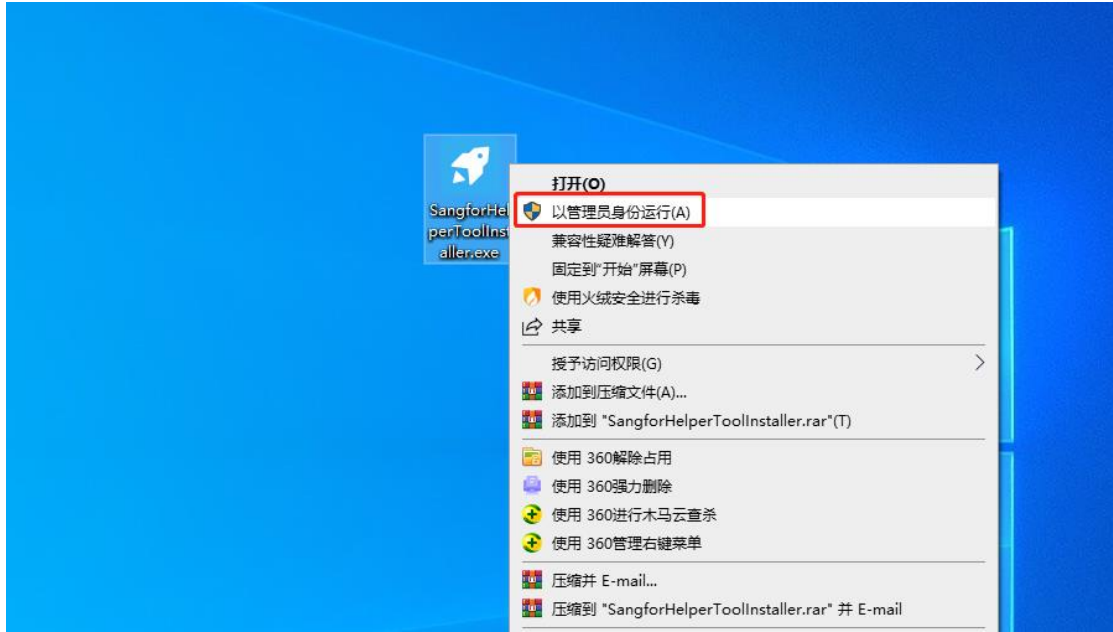 SangforHel
perToolInst
aller.exe
打开(O)
以管理员身份运行(A)
兼容性疑难解答(Y)
固定到"开始"屏幕(P)
使用火绒安全进行杀毒
共享
授予访问权限(G)
添加到压缩文件(A)...
添加到 "SangforHelperToolInstaller.rar"(T)
使用 360解除占用
使用 360强力删除
使用 360进行木马云查杀
使用 360管理右键菜单
压缩并 E-mail...
压缩到 "SangforHelperToolInstaller.rar" 并 E-mail